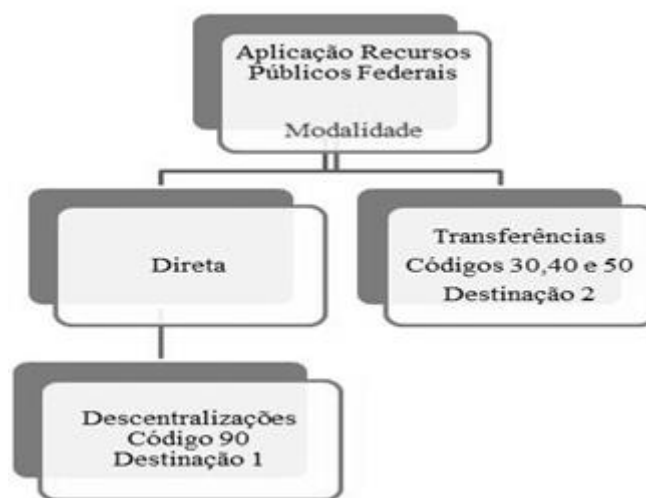 Aplicação Recursos
Públicos Federais
Modalidade
Direta
Transferências
Códigos 30,40 e 50
Destinação 2
Descentralizações
Código 90
Destinação 1